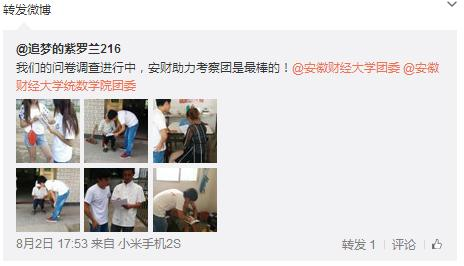 转发微博
@追梦的紫罗兰216
我们的问卷调查进行中，安财助力考察团是最棒的！@安徽财经大学团委 @安徽
财经大学统数学院团委
8月2日 17:53 来自 小米手机2S 转发 1 评论